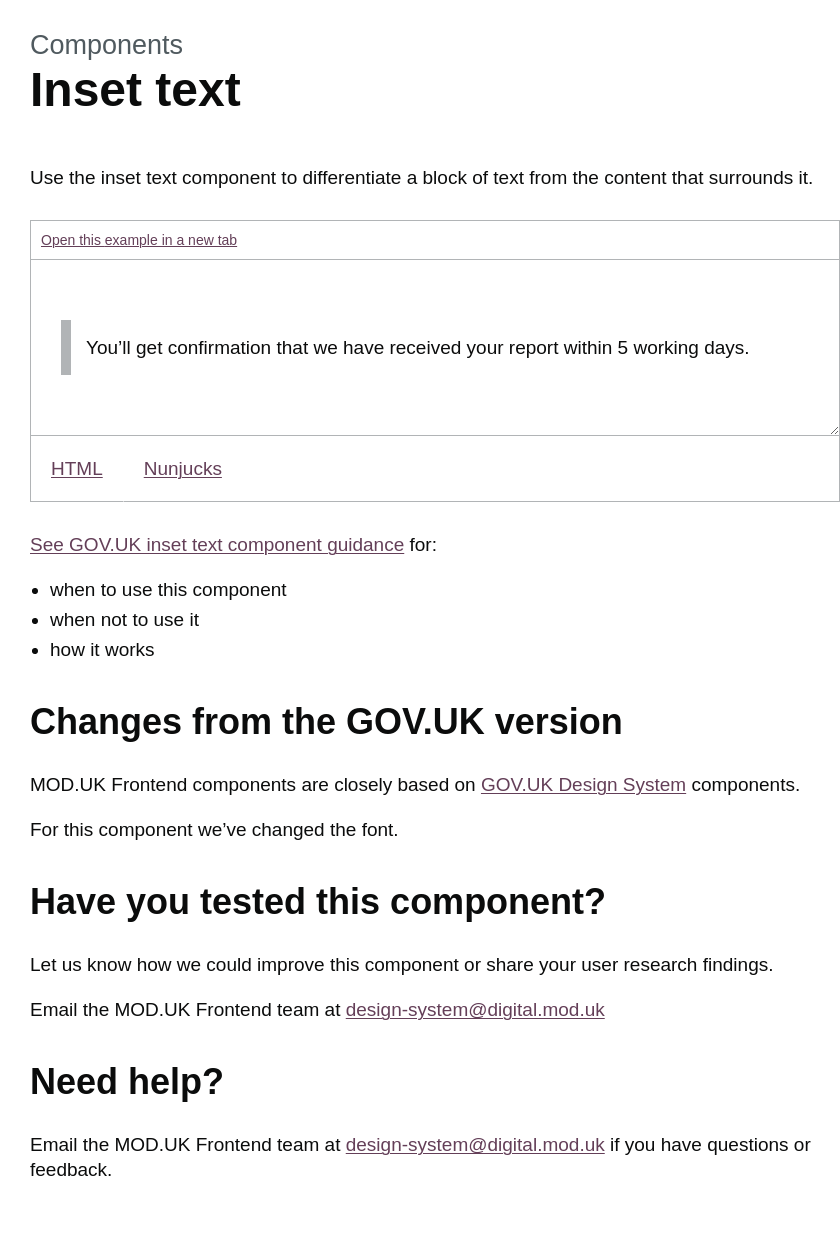 Components
Inset text
Use the inset text component to differentiate a block of text from the content that surrounds it.
Open this example in a new tab
You’ll get confirmation that we have received your report within 5 working days.
HTML Nunjucks
See GOV.UK inset text component guidance for:
• when to use this component
• when not to use it
• how it works
Changes from the GOV.UK version
MOD.UK Frontend components are closely based on GOV.UK Design System components.
For this component we’ve changed the font.
Have you tested this component?
Let us know how we could improve this component or share your user research findings.
Email the MOD.UK Frontend team at design-system@digital.mod.uk
Need help?
Email the MOD.UK Frontend team at design-system@digital.mod.uk if you have questions or
feedback.